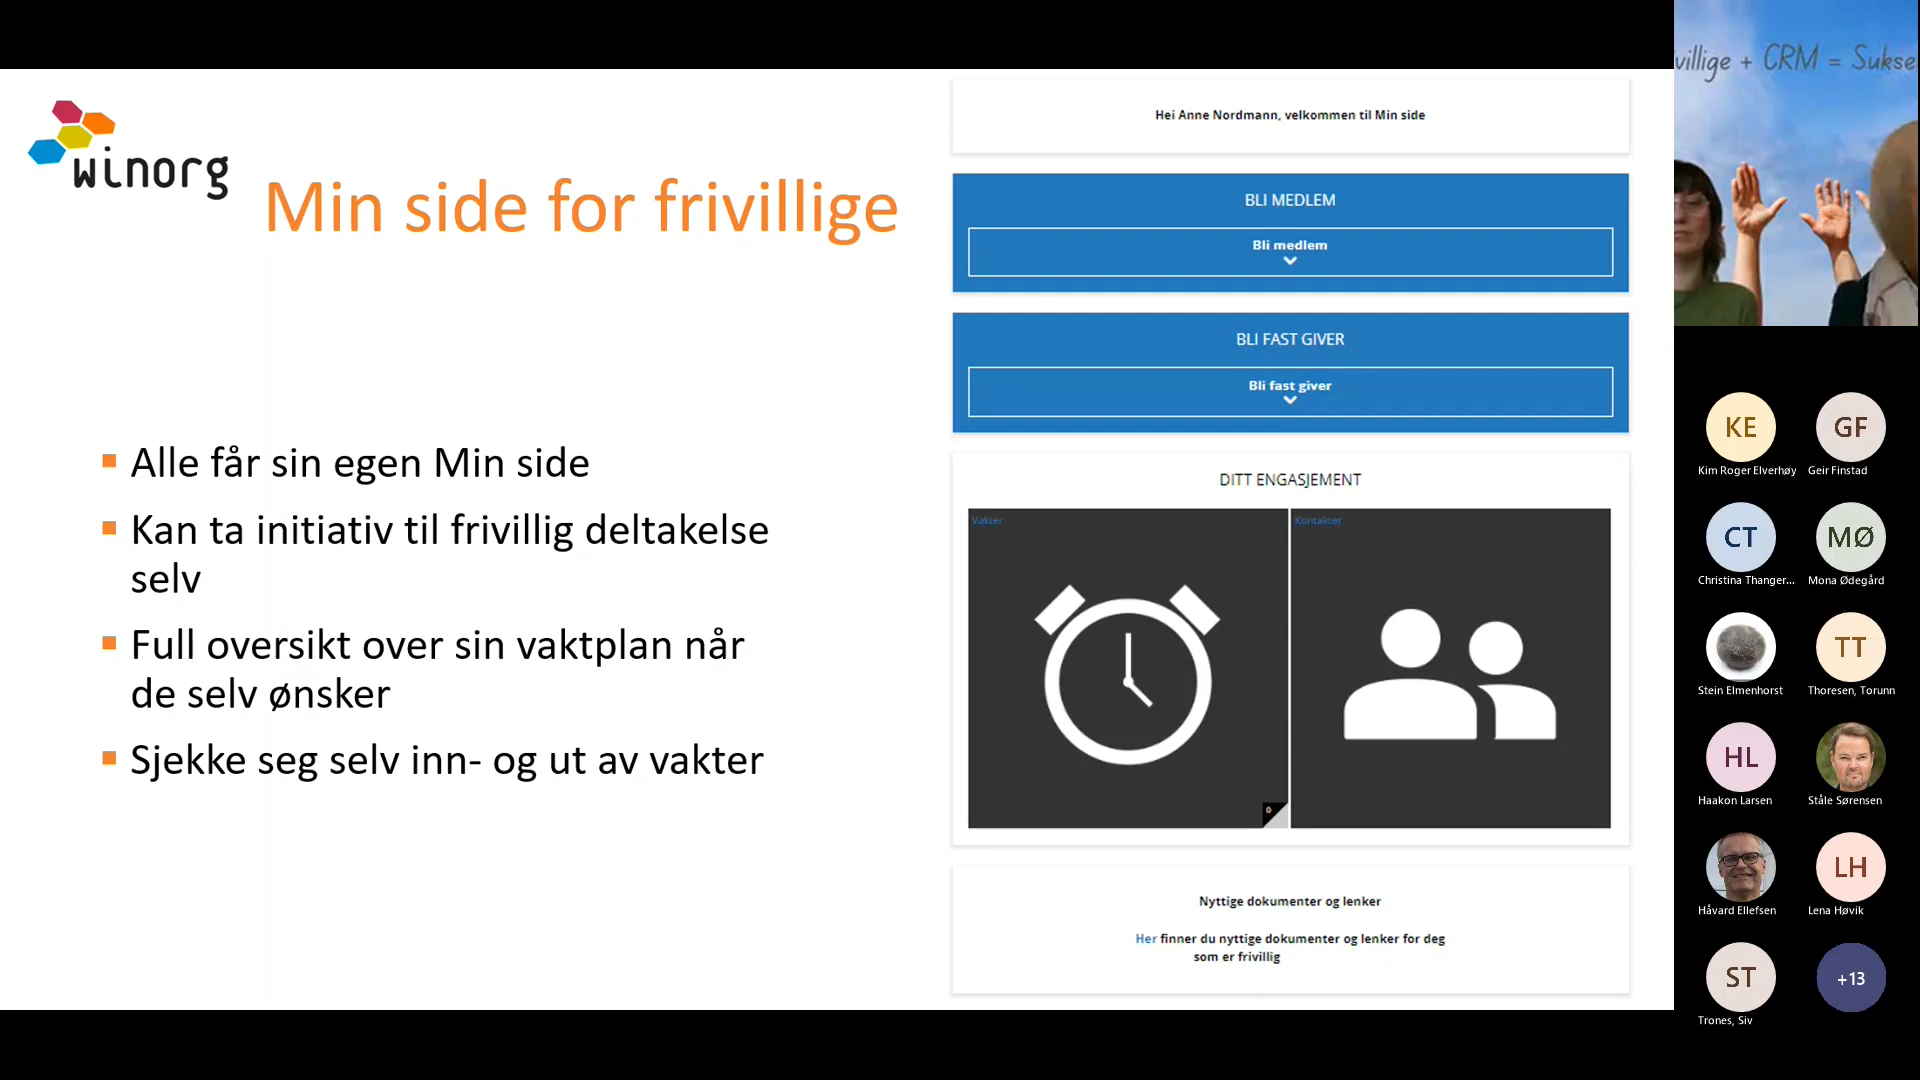 winorg
Min side for frivillige
Alle får sin egen Min side
Kan ta initiativ til frivillig deltakelse
selv
Full oversikt over sin vaktplan når
de selv ønsker
Sjekke seg selv inn- og ut av vakter
Hei Anne Nordmann, velkommen til Min side
BLI MEDLEM
Bli medlem
BLI FAST GIVER
Bli fast giver
DITT ENGASJEMENT
Vakter
Kontakter
0
Nyttige dokumenter og lenker
Her finner du nyttige dokumenter og lenker for deg
som er frivillig
villige + CRM = Sukse
KE
GF
Kim Roger Elverhøy
Geir Finstad
CT
MØ
Christina Thanger...
Mona Ødegård
TT
Stein Elmenhorst
Thoresen, Torunn
HL
Haakon Larsen
Ståle Sørensen
LH
Håvard Ellefsen
Lena Høvik
ST
+13
Trones, Siv